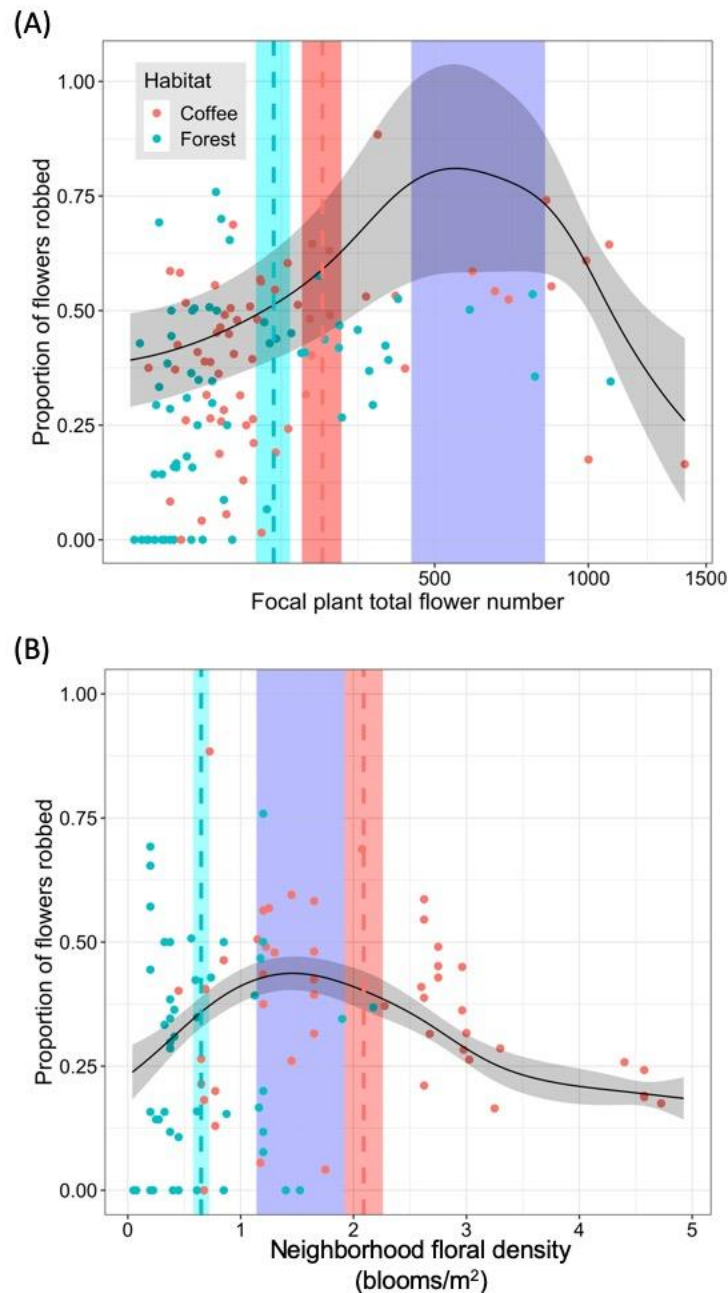 (A)
Habitat
Coffee
Forest
1.00
0.75
0.50
0.25
0.00
Proportion of flowers robbed
500
1000
1500
Focal plant total flower number
(B)
1.00
0.75
0.50
0.25
0.00
Proportion of flowers robbed
0
1
2
3
4
5
Neighborhood floral density
(blooms/m²)